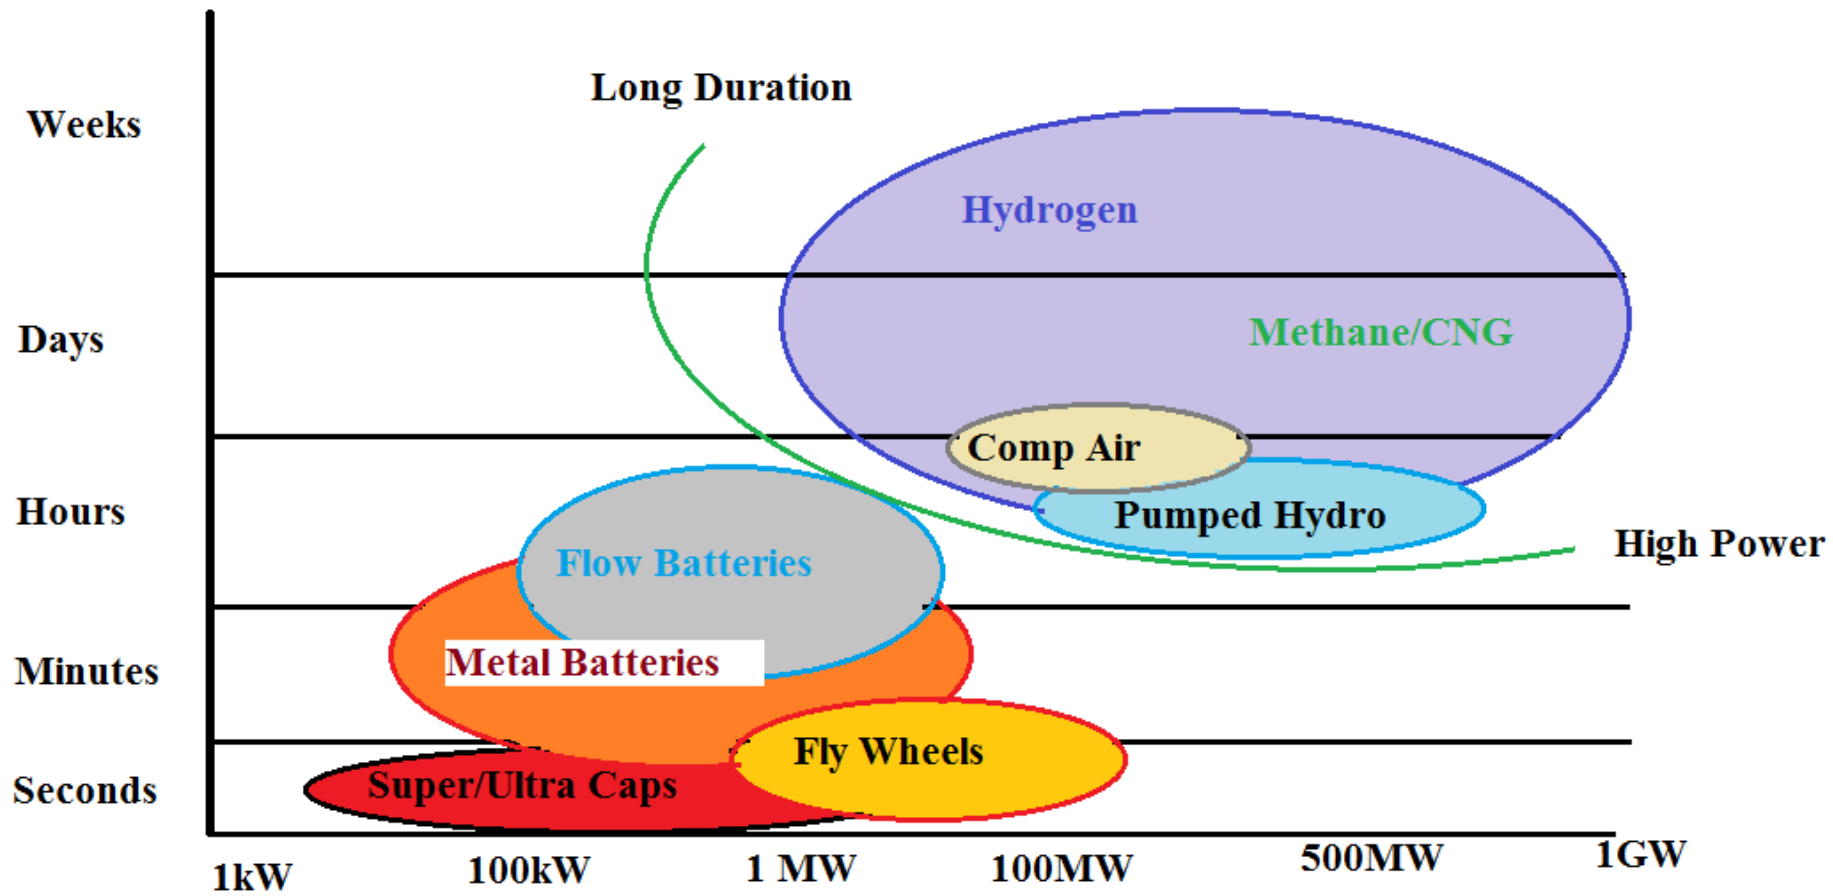 Long Duration
Weeks
Hydrogen
Days
Methane/CNG
Comp Air
Hours
Pumped Hydro
High Power
Flow Batteries
Minutes
Metal Batteries
Fly Wheels
Seconds
Super/Ultra Caps
1kW 100kW 1 MW 100MW 500MW 1GW